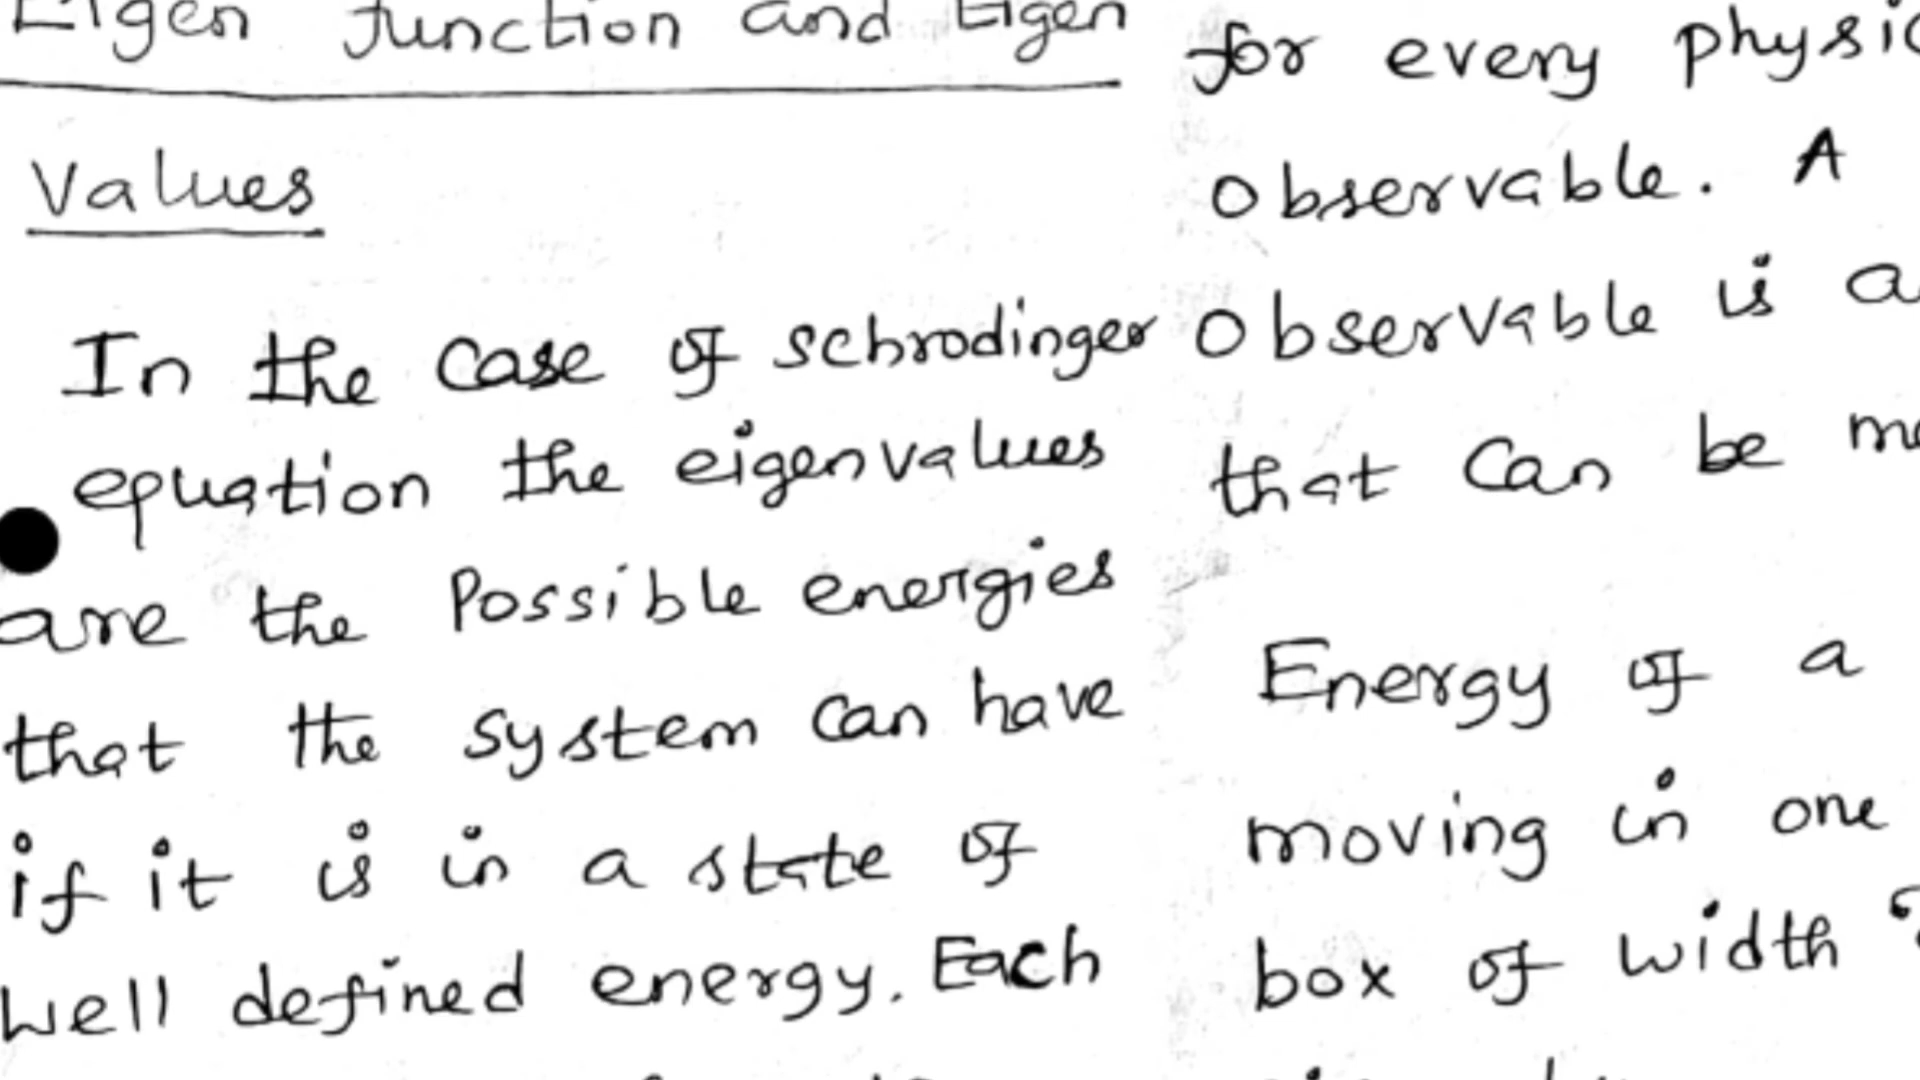 Eigen function and Eigen
Values
In the case of schrodinger
equation the eigenvalues
are the Possible energies
that the system can have
if it is in a state of
well defined energy. Each
for every
observable. A
observable is a
that can be
Energy of a
moving in one
box of width